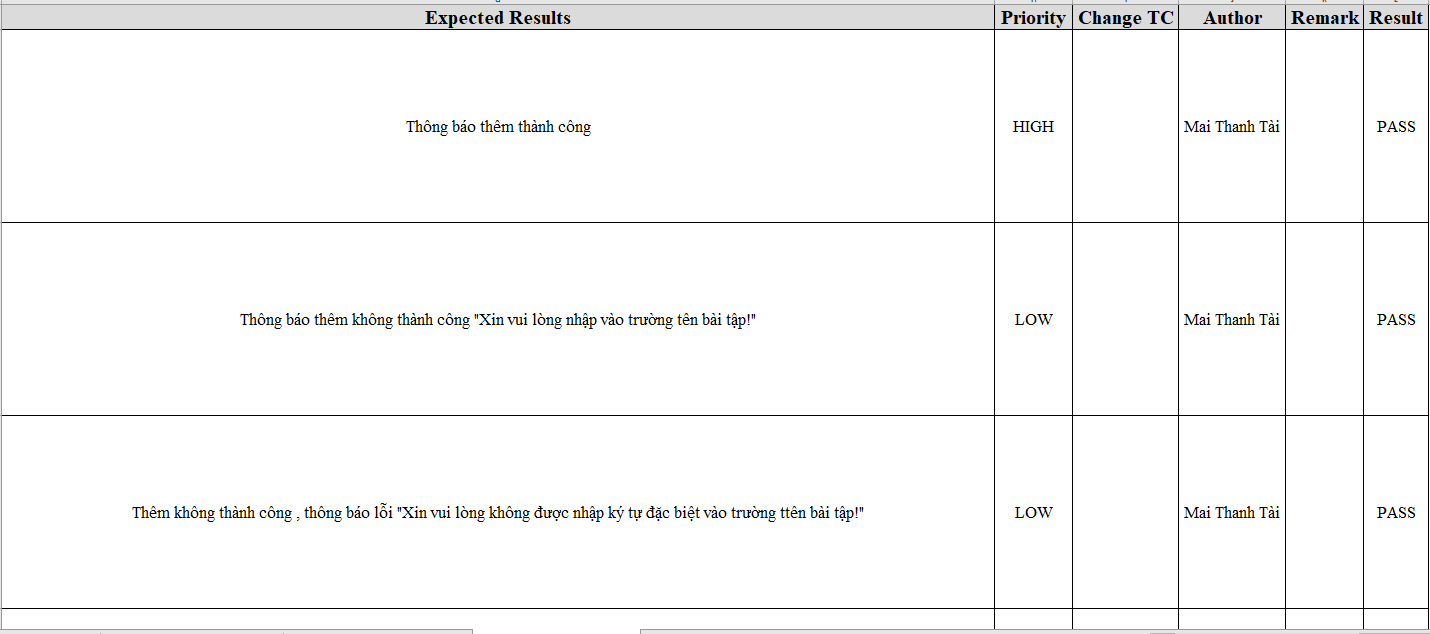 Expected Results Priority Change TC Author Remark Result
Thông báo thêm thành công HIGH Mai Thanh Tài PASS
Thông báo thêm không thành công "Xin vui lòng nhập vào trường tên bài tập!" LOW Mai Thanh Tài PASS
Thêm không thành công , thông báo lỗi "Xin vui lòng không được nhập ký tự đặc biệt vào trường ttên bài tập!" LOW Mai Thanh Tài PASS